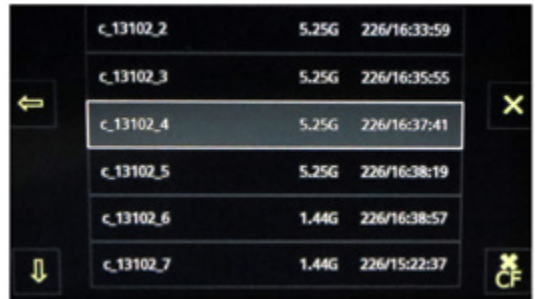 c_13102_2 5.25G 226/16:33:59
c_13102_3 5.25G 226/16:35:55
c_13102_4 5.25G 226/16:37:41
c_13102_5 5.25G 226/16:38:19
c_13102_6 1.44G 226/16:38:57
c_13102_7 1.44G 226/15:22:37
CF